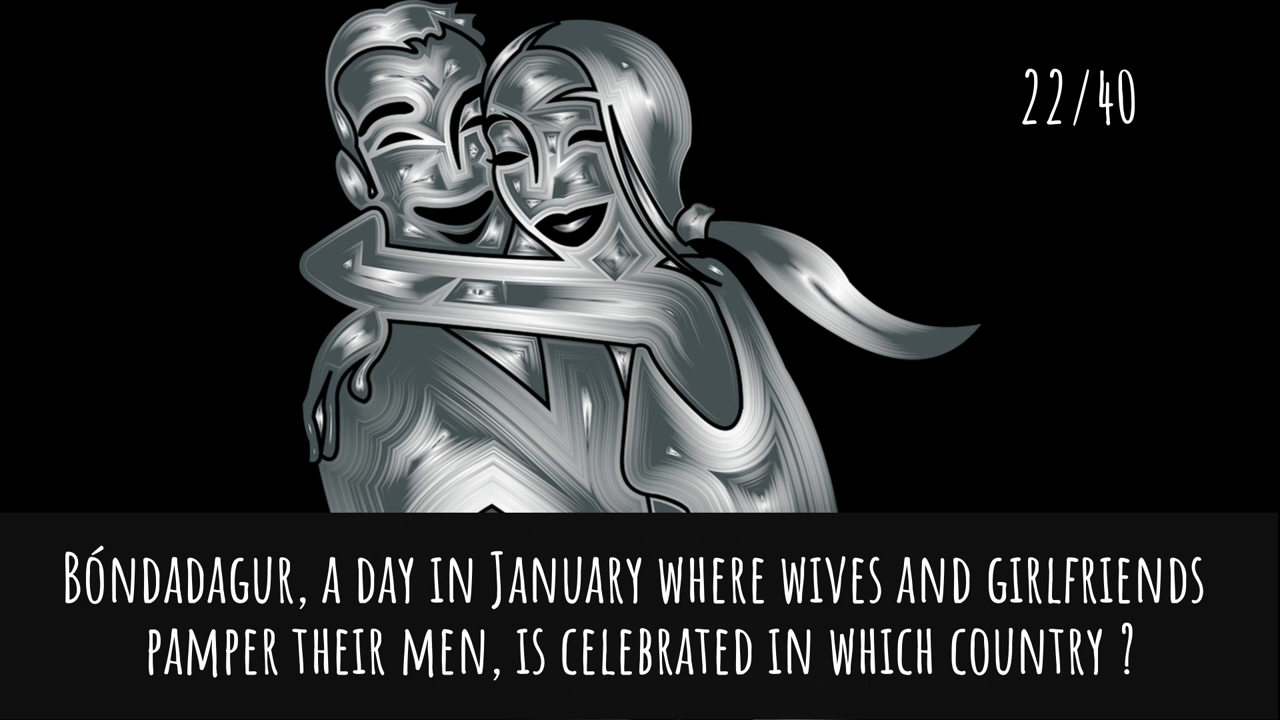 22/40
Bóndadagur, a day in January where wives and girlfriends
pamper their men, is celebrated in which country ?